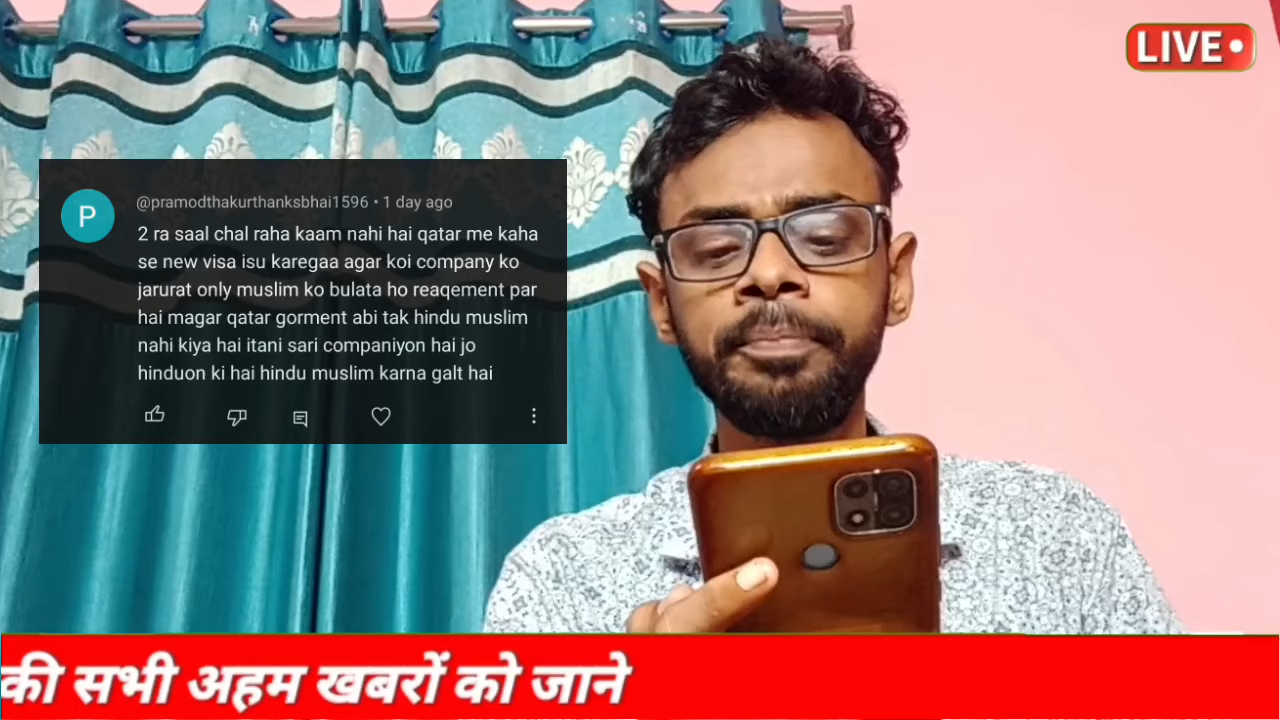 LIVE
P
@pramodthakurthanksbhai1596 • 1 day ago
2 ra saal chal raha kaam nahi hai qatar me kaha
se new visa isu karegaa agar koi company ko
jarurat only muslim ko bulata ho reaqement par
hai magar qatar gorment abi tak hindu muslim
nahi kiya hai itani sari companiyon hai jo
hinduon ki hai hindu muslim karna galt hai
की सभी अहम खबरों को जाने